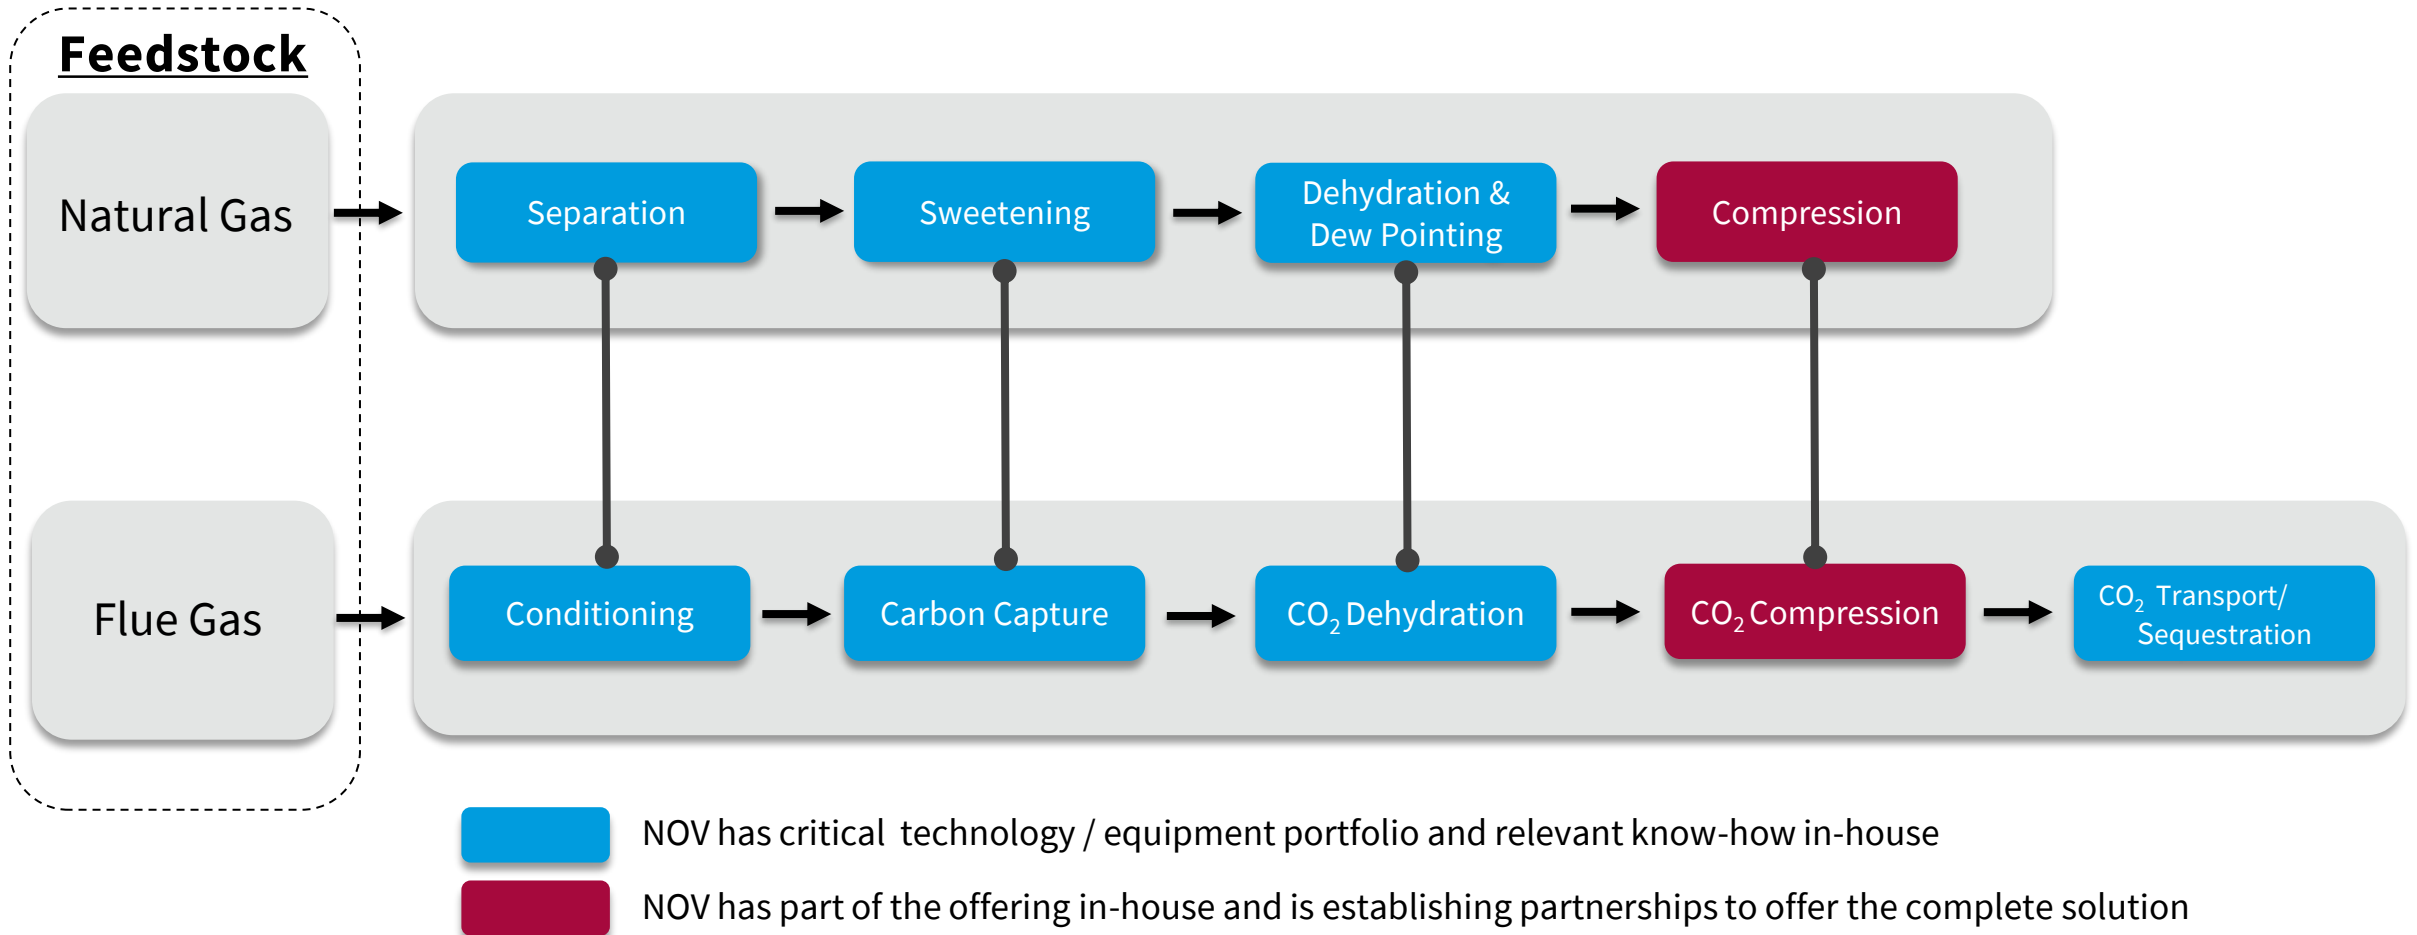 Feedstock
Natural Gas
Separation
Sweetening
Dehydration &
Dew Pointing
Compression
Flue Gas
Conditioning
Carbon Capture
CO₂ Dehydration
CO₂ Compression
CO₂ Transport/
Sequestration
NOV has critical technology / equipment portfolio and relevant know-how in-house
NOV has part of the offering in-house and is establishing partnerships to offer the complete solution